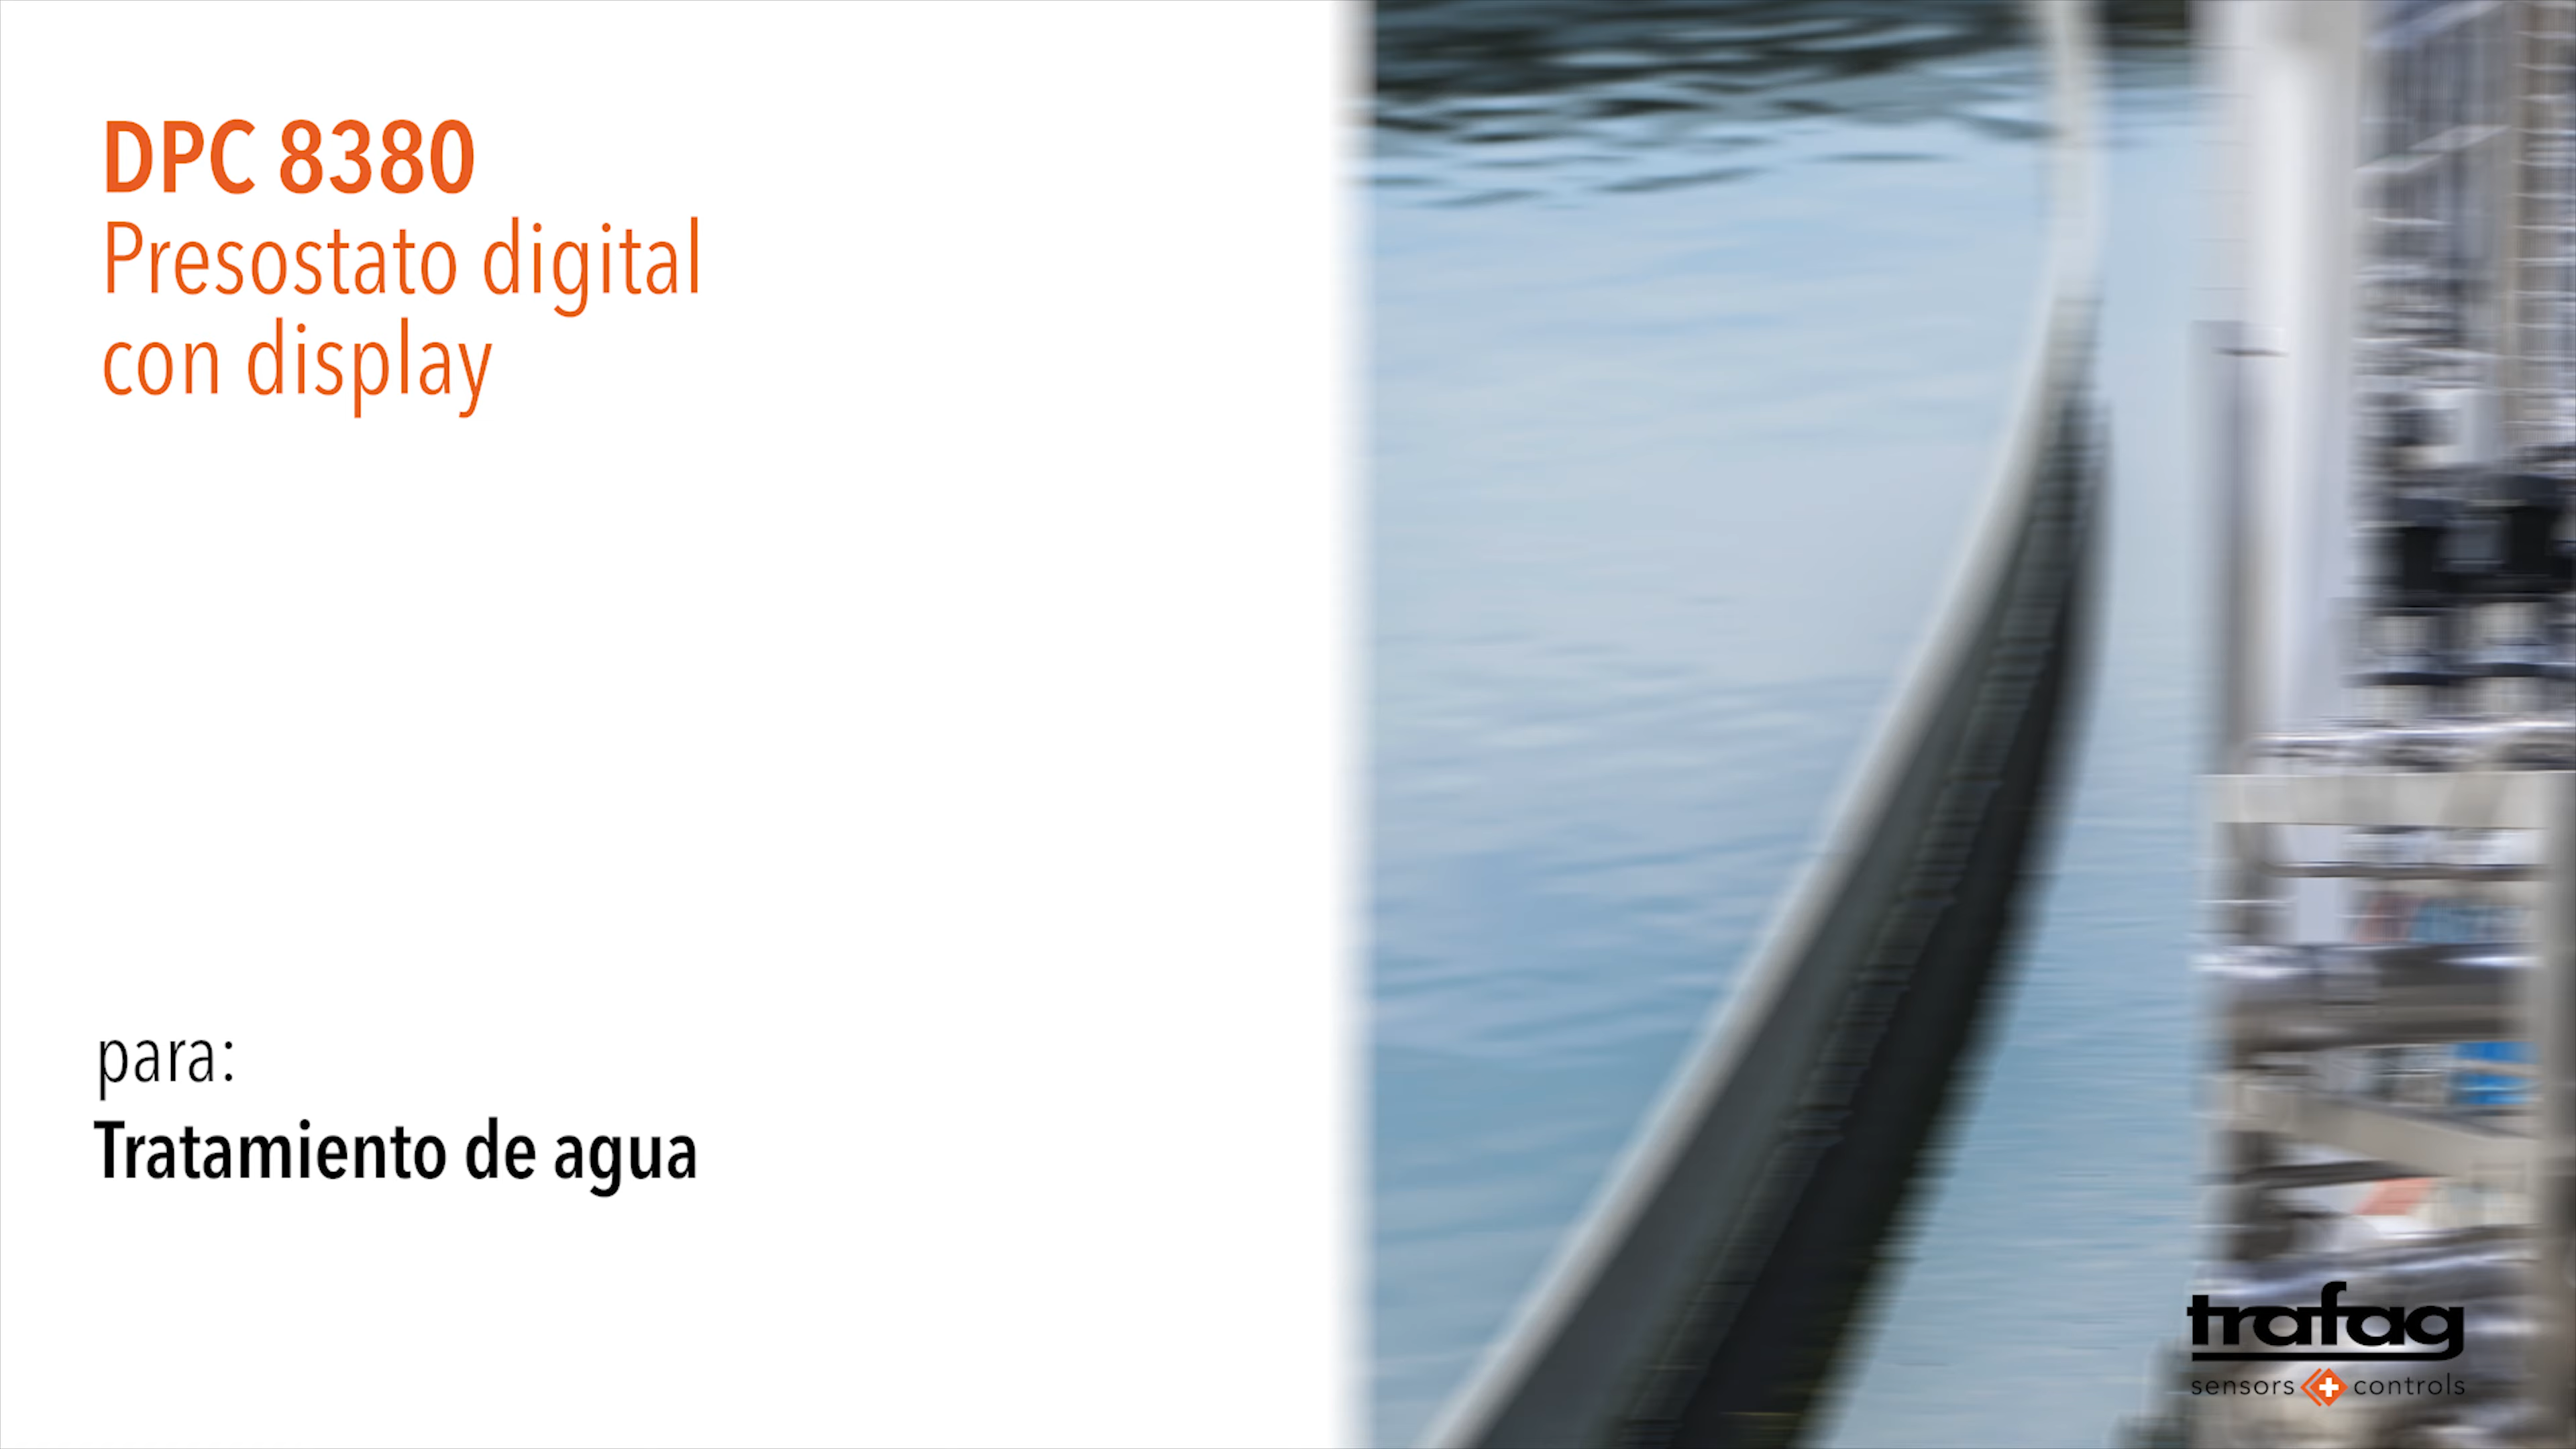 DPC 8380
Presostato digital
con display
para:
Tratamiento de agua
trafag
sensors controls